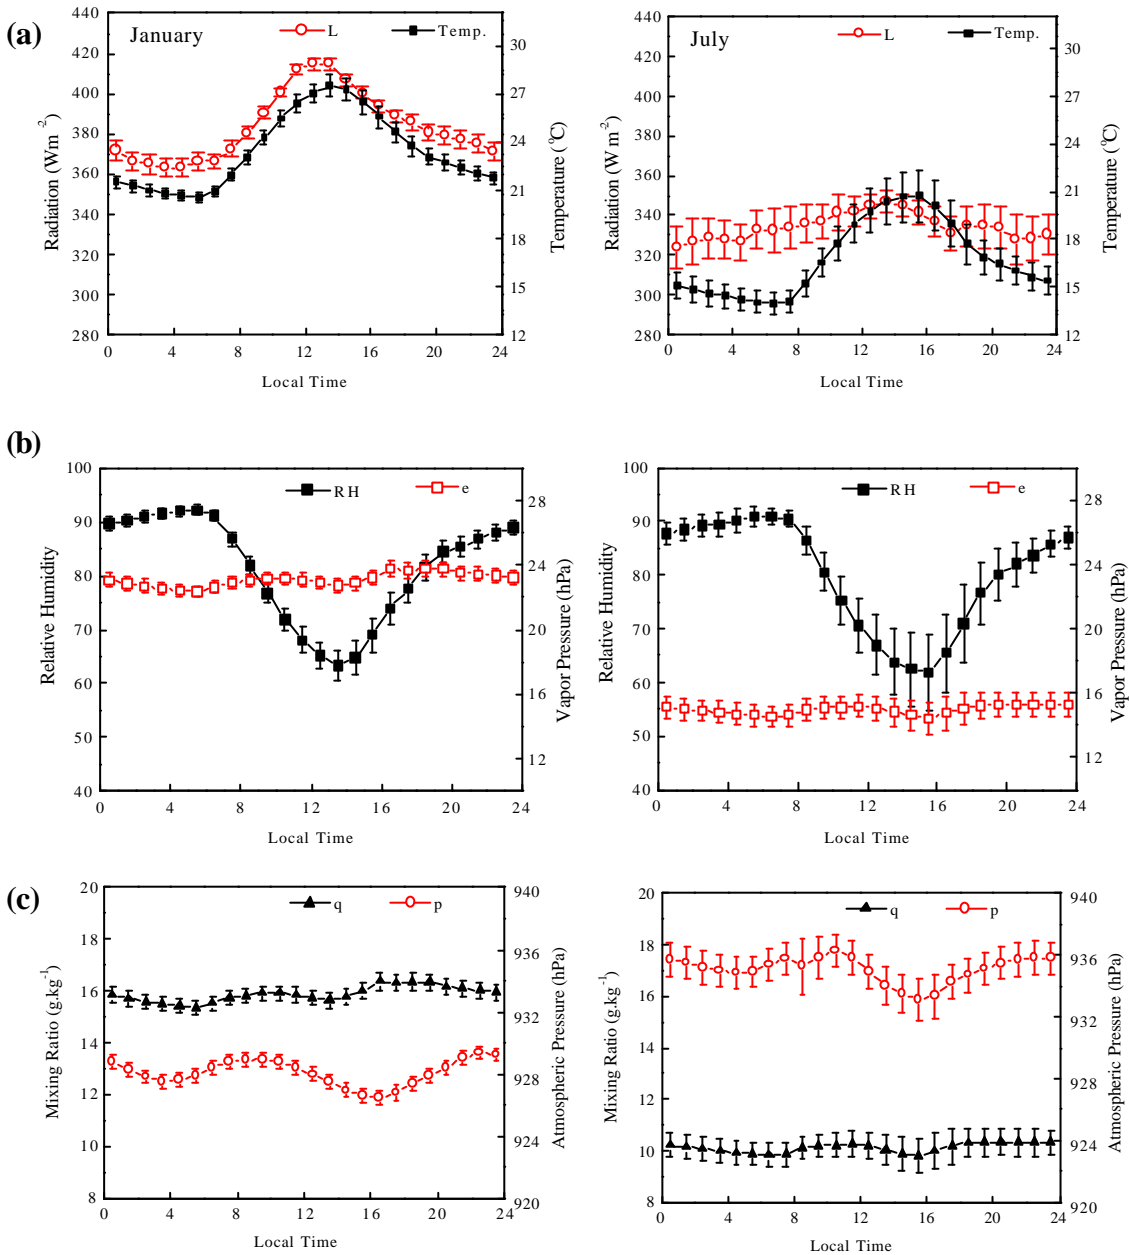 (a)
January
L
Temp.
440
420
400
380
360
340
320
300
280
30
27
24
21
18
15
12
0 4 8 12 16 20 24
Radiation (Wm⁻²)
Temperature (°C)
Local Time
July
L
Temp.
440
420
400
380
360
340
320
300
280
30
27
24
21
18
15
12
0 4 8 12 16 20 24
Radiation (W m⁻²)
Temperature (°C)
Local Time
(b)
RH
e
100
90
80
70
60
50
40
28
24
20
16
12
0 4 8 12 16 20 24
Relative Humidity
Vapor Pressure (hPa)
Local Time
RH
e
100
90
80
70
60
50
40
28
24
20
16
12
0 4 8 12 16 20 24
Relative Humidity
Vapor Pressure (hPa)
Local Time
(c)
q
p
20
18
16
14
12
10
8
940
936
932
928
924
920
0 4 8 12 16 20 24
Mixing Ratio (g.kg⁻¹)
Atmospheric Pressure (hPa)
Local Time
q
p
20
18
16
14
12
10
8
940
936
932
928
924
920
0 4 8 12 16 20 24
Mixing Ratio (g.kg⁻¹)
Atmospheric Pressure (hPa)
Local Time